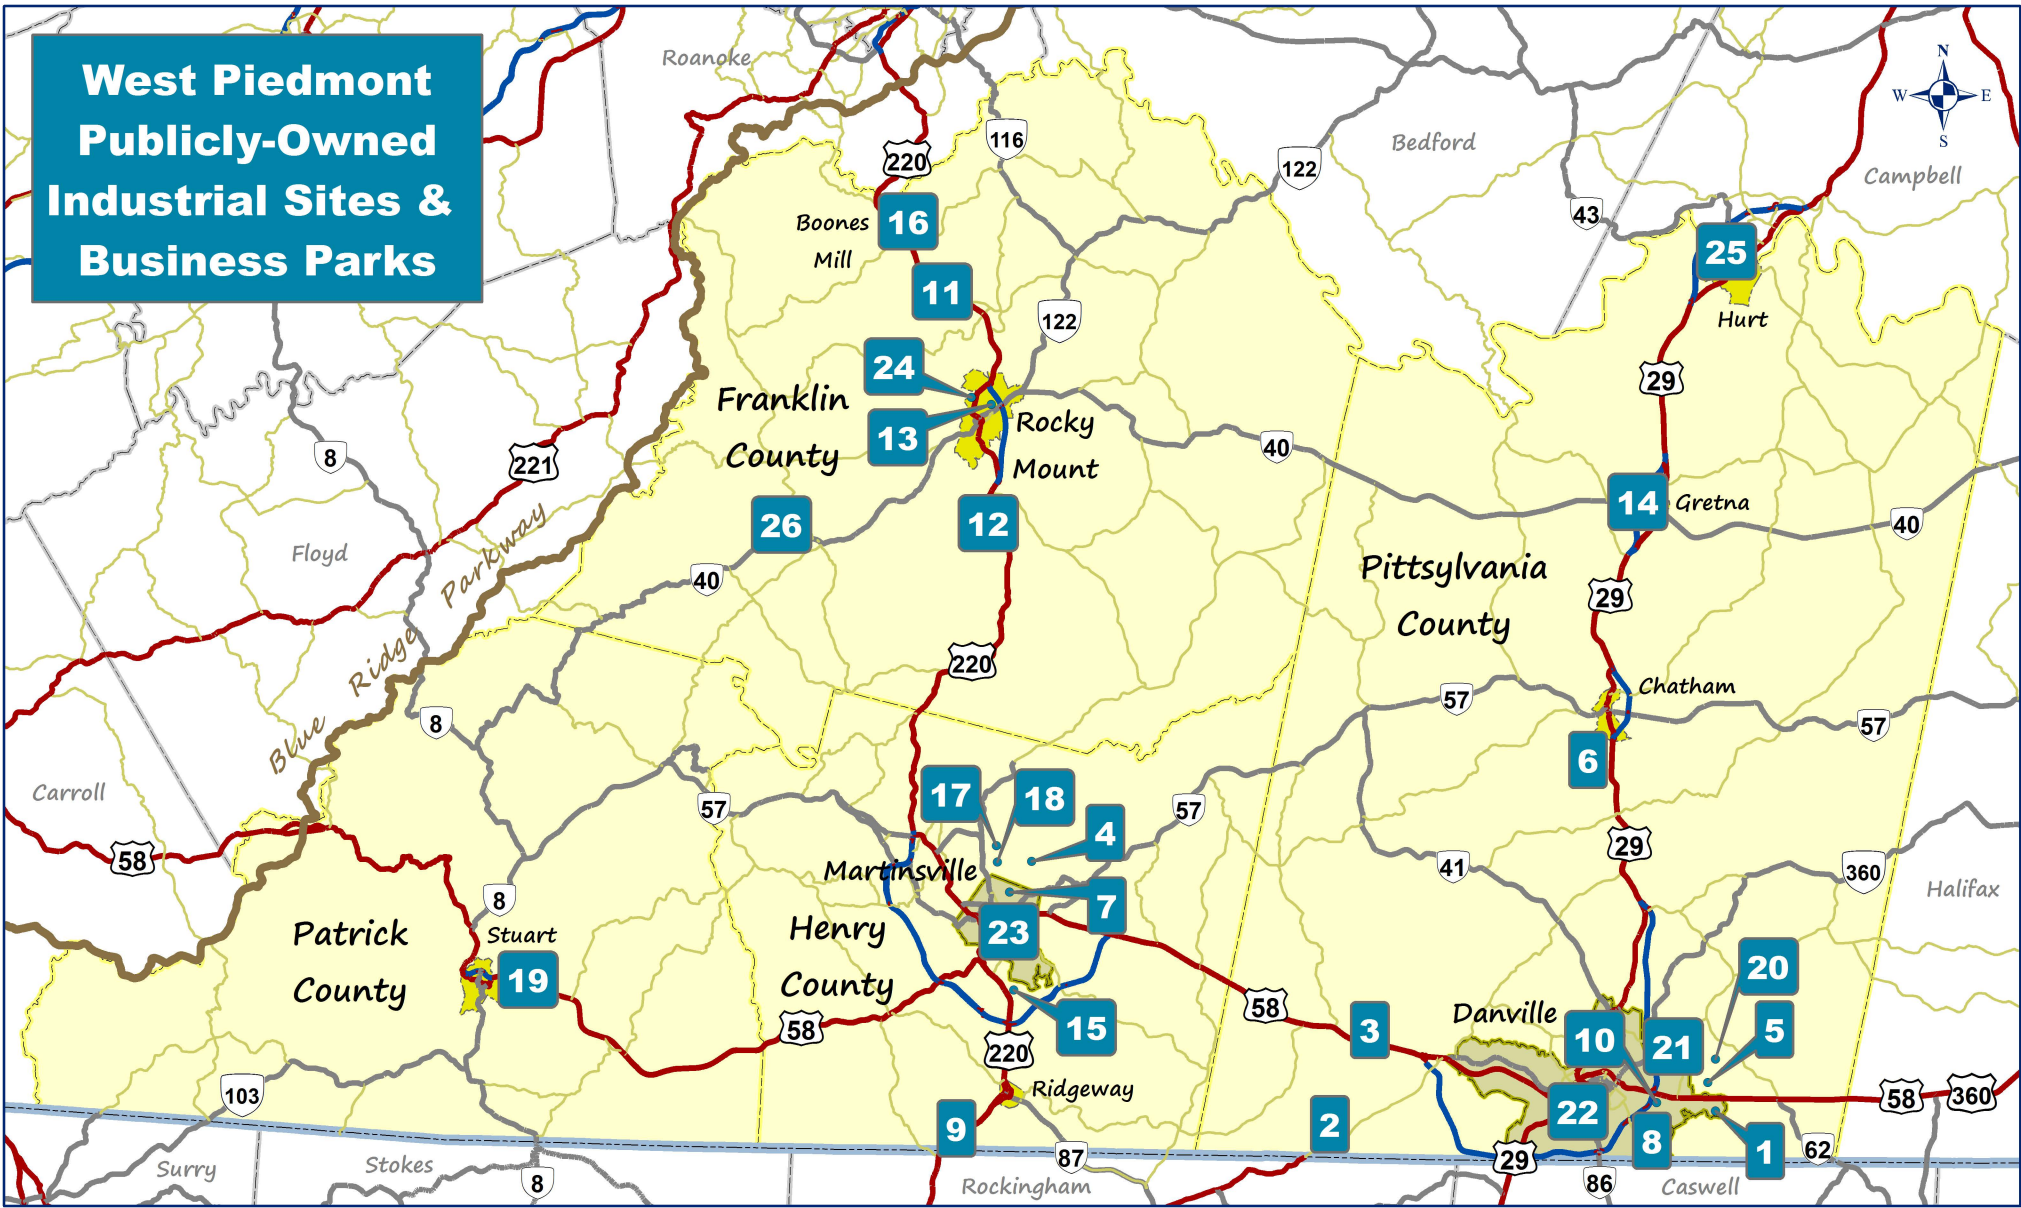 West Piedmont
Publicly-Owned
Industrial Sites &
Business Parks
Roanoke
Bedford
Campbell
N
W
E
S
116
220
122
43
Boones
Mill
16
25
Hurt
11
122
24
29
Franklin
County
13
Rocky
Mount
8
221
40
26
12
14
Gretna
40
Floyd
40
Blue Ridge Parkway
Pittsylvania
County
29
220
Chatham
57
57
8
6
Carroll
57
17
18
57
4
58
29
Martinsville
41
360
Halifax
8
7
Patrick
County
Stuart
Henry
County
23
19
20
58
Danville
58
3
10
21
5
15
220
Ridgeway
103
58
360
22
9
2
8
1
62
29
87
Surry
Stokes
8
Rockingham
86
Caswell